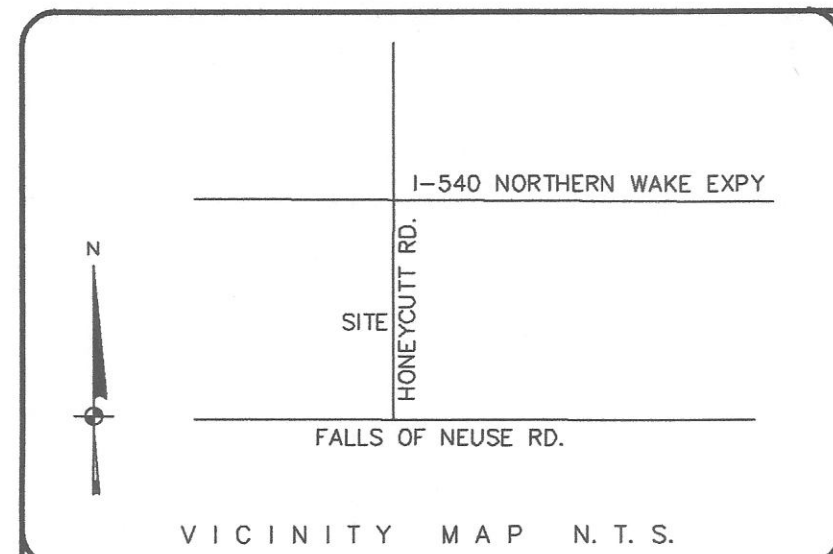 I-540 NORTHERN WAKE EXPY
N
HONEYCUTT RD.
SITE
FALLS OF NEUSE RD.
VICINITY MAP N.T.S.